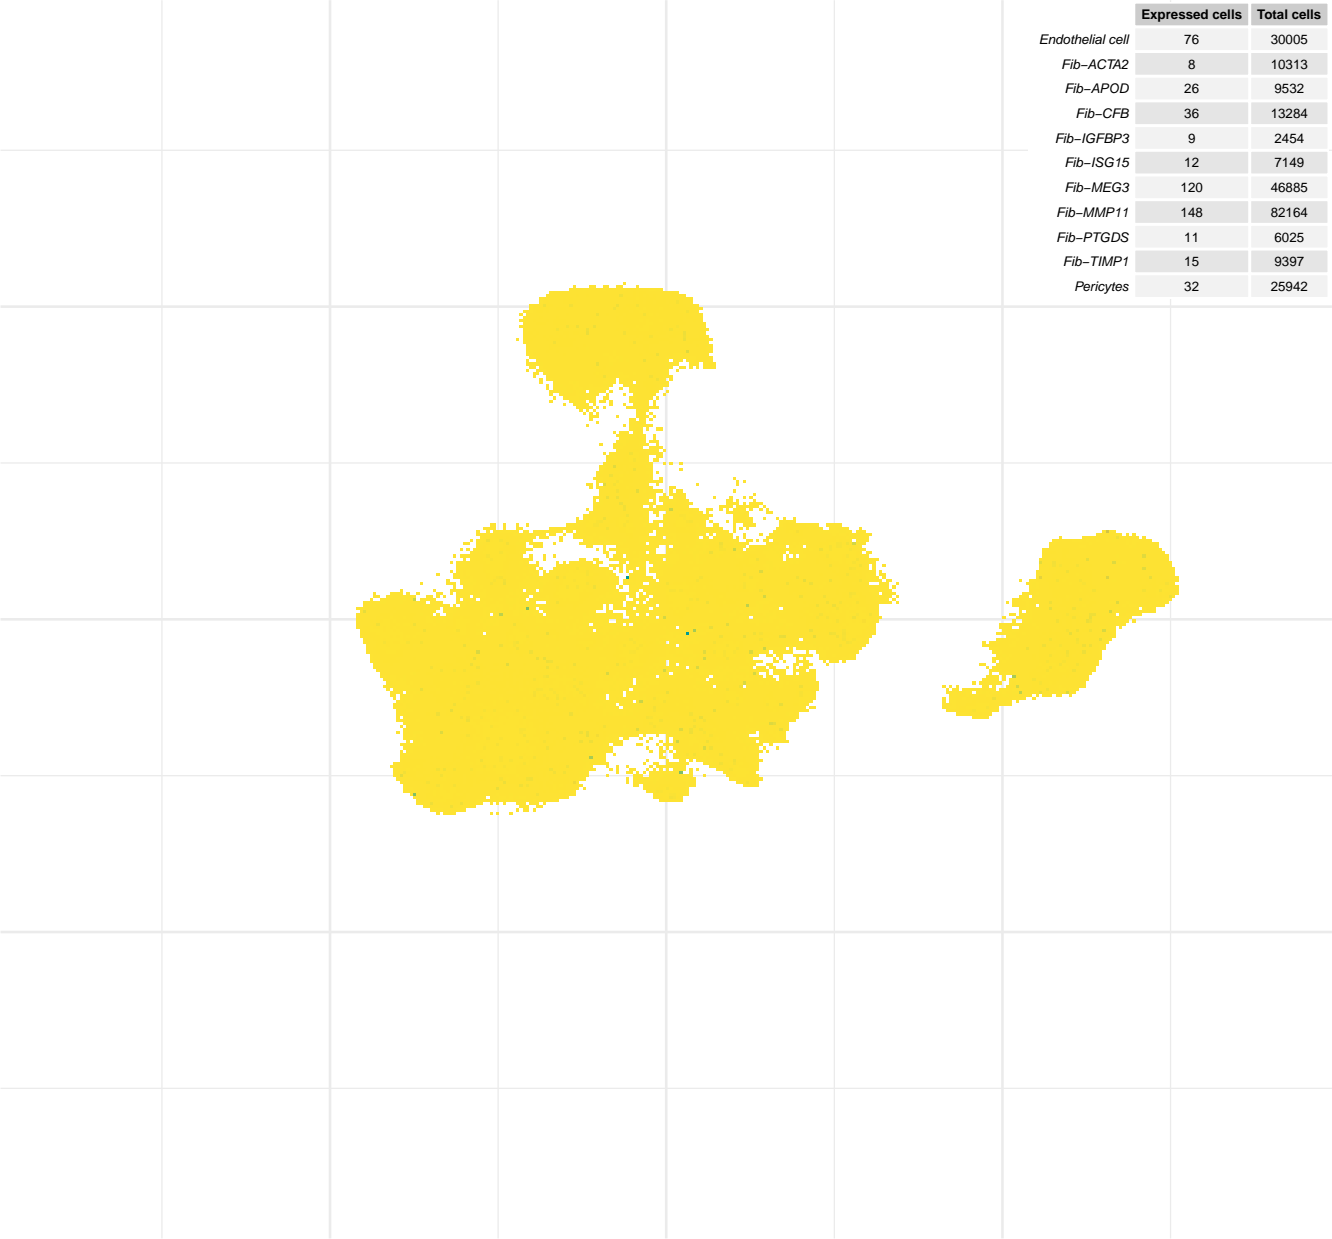 Expressed cells Total cells
Endothelial cell 76 30005
Fib−ACTA2 8 10313
Fib−APOD 26 9532
Fib−CFB 36 13284
Fib−IGFBP3 9 2454
Fib−ISG15 12 7149
Fib−MEG3 120 46885
Fib−MMP11 148 82164
Fib−PTGDS 11 6025
Fib−TIMP1 15 9397
Pericytes 32 25942